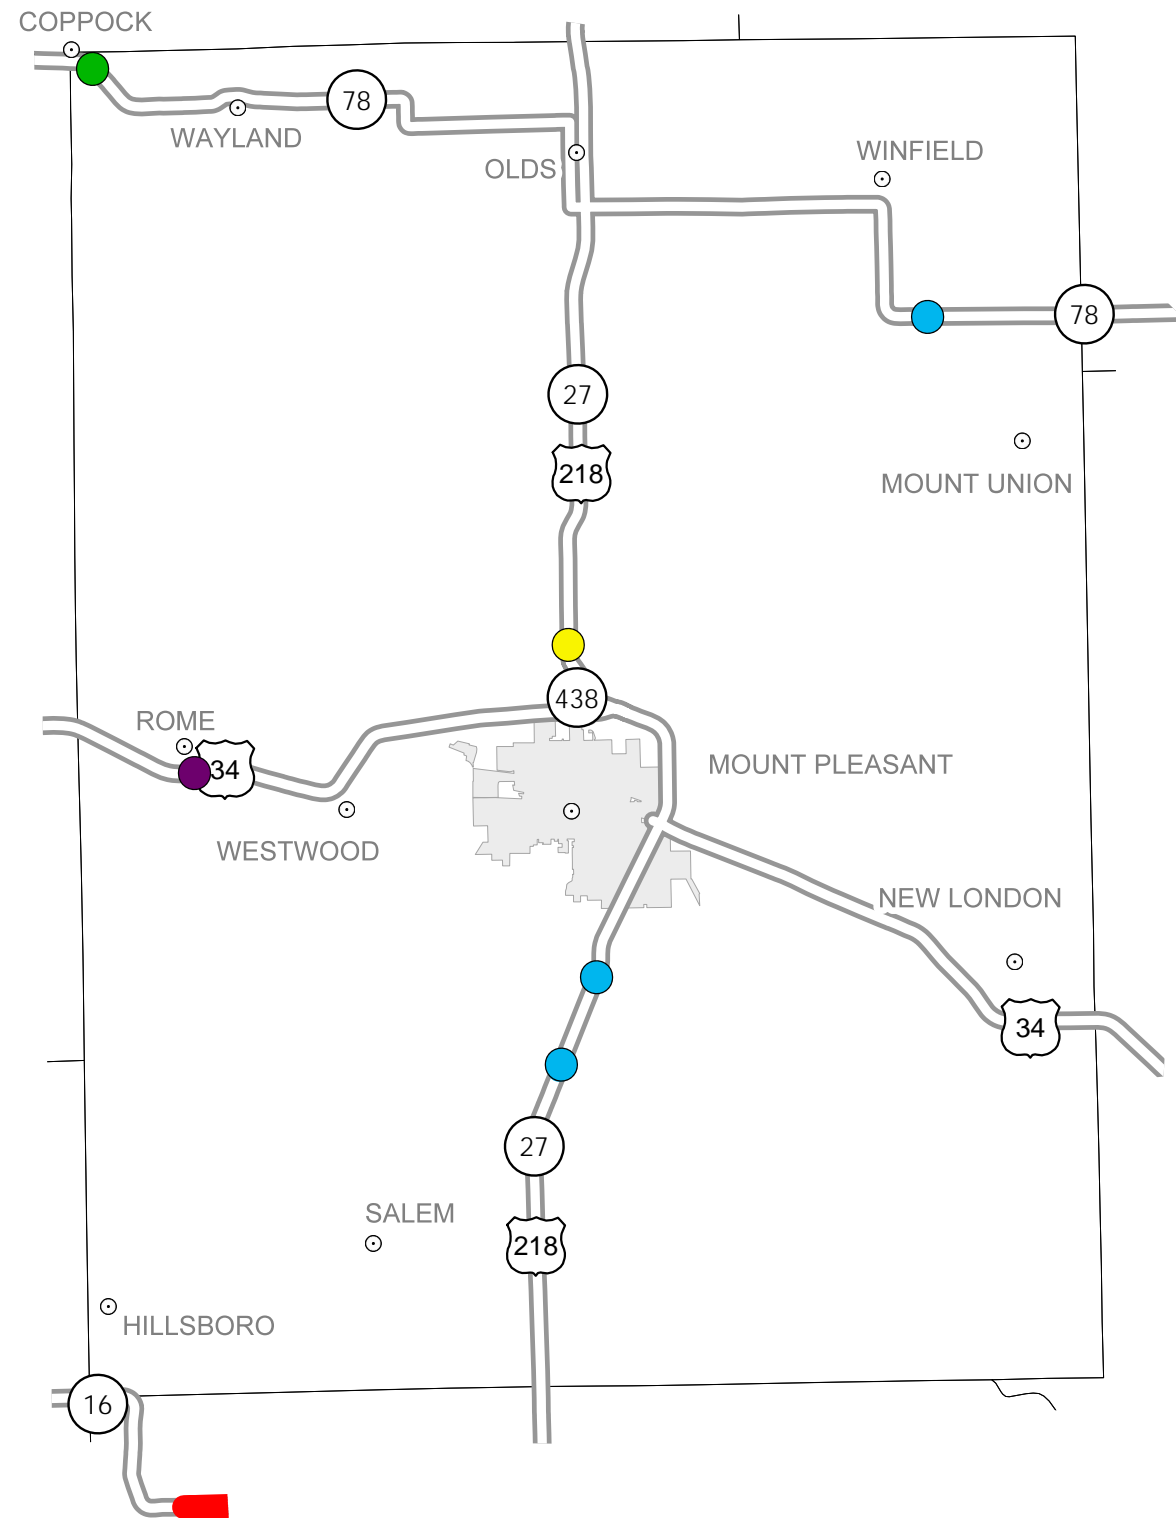 COPPOCK
78
WAYLAND
WINFIELD
OLDS
78
27
218
MOUNT UNION
438
ROME
34
MOUNT PLEASANT
WESTWOOD
NEW LONDON
34
27
SALEM
218
HILLSBORO
16